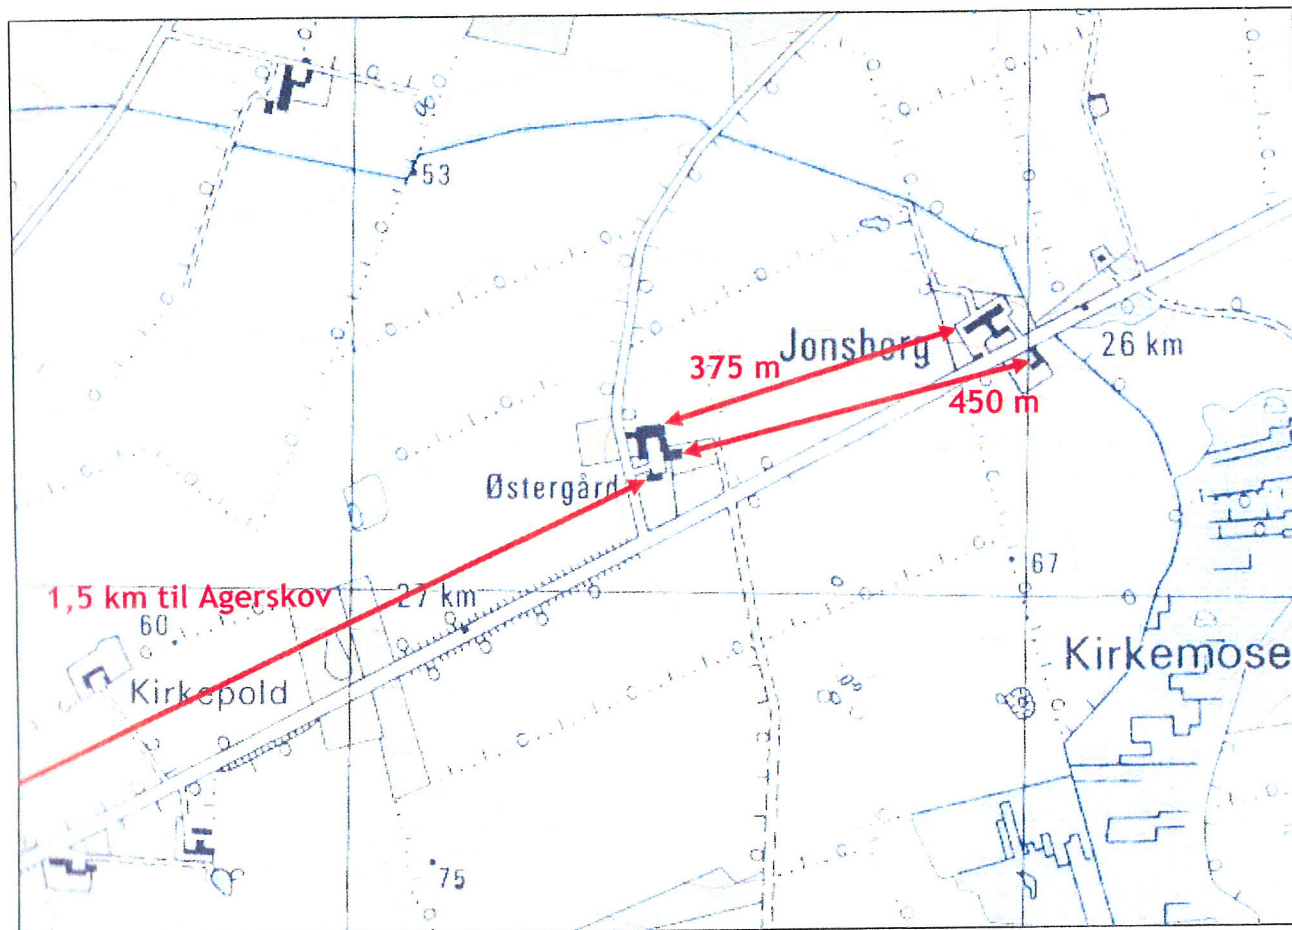 53
Jonsborg
26 km
375 m
450 m
Østergård
67
1,5 km til Agerskov
27 km
60
Kirkemose
Kirkepold
75